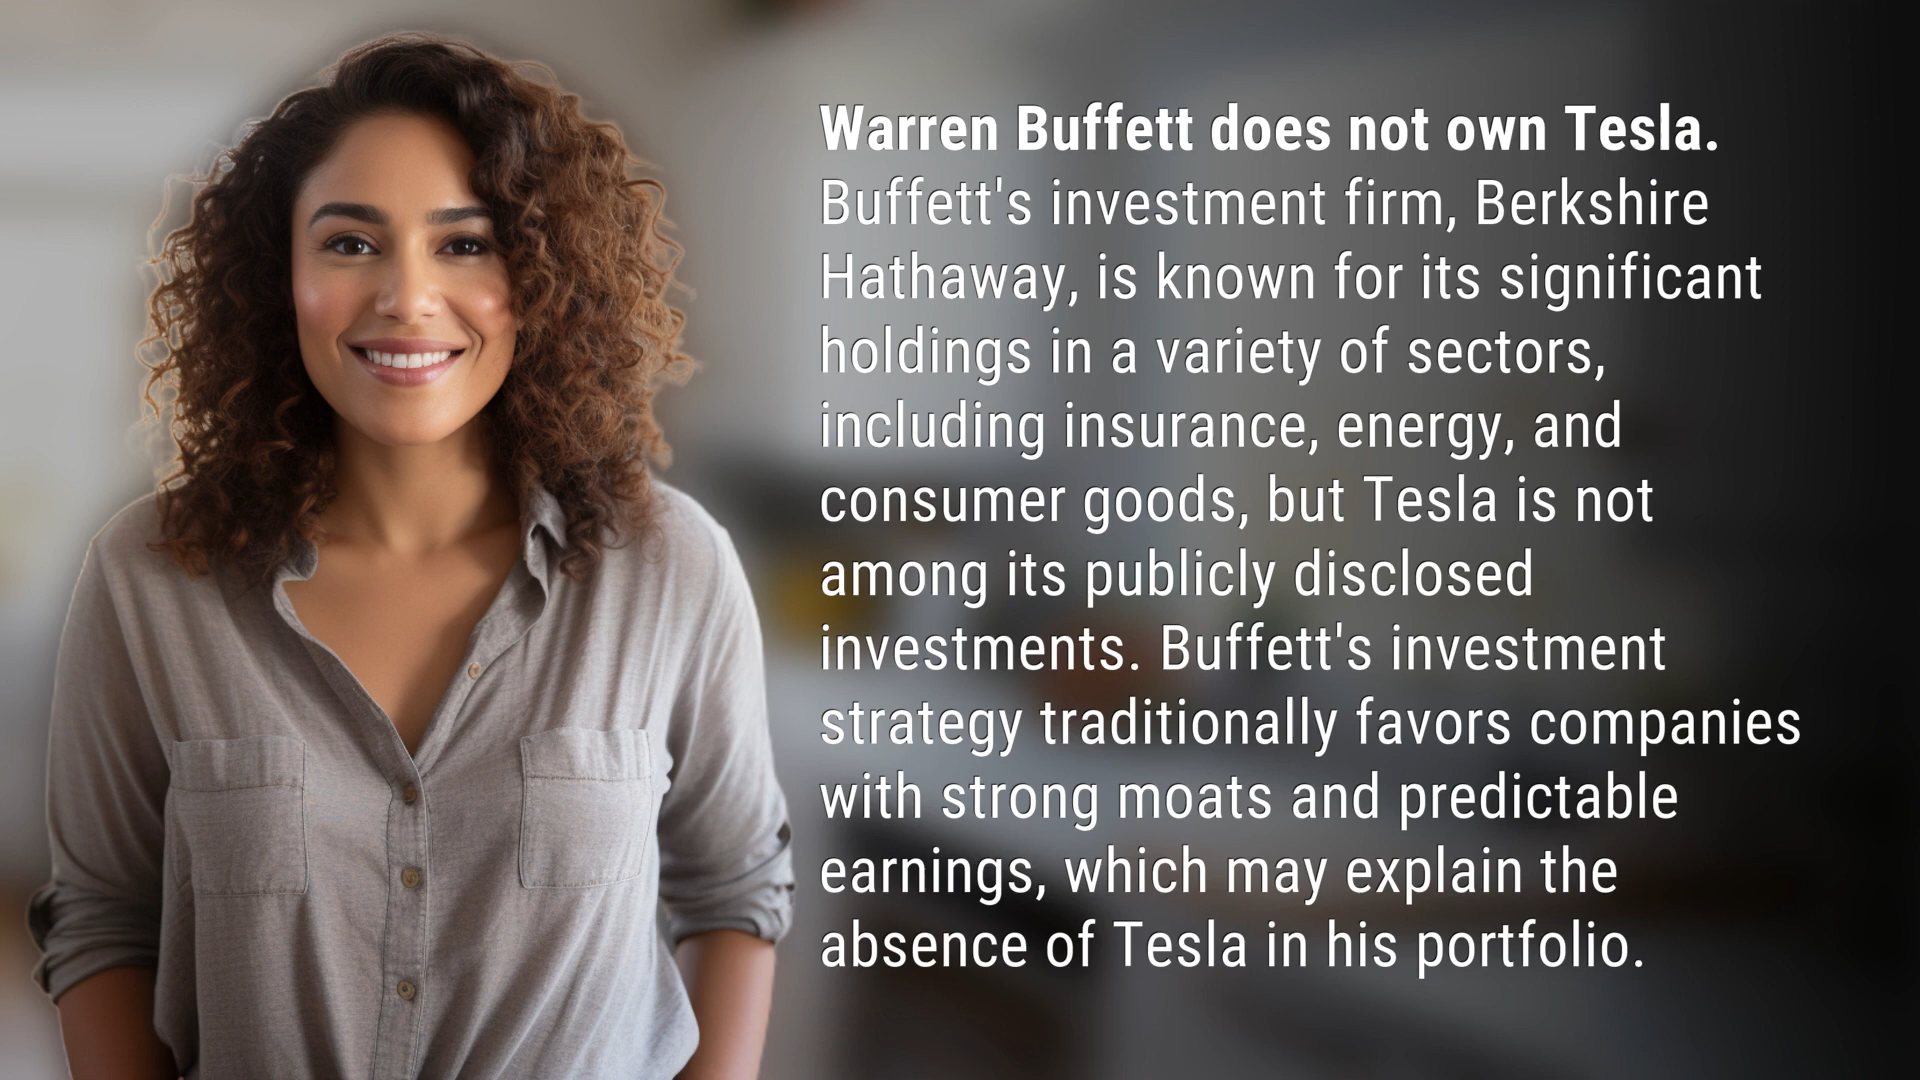 Warren Buffett does not own Tesla.
Buffett's investment firm, Berkshire
Hathaway, is known for its significant
holdings in a variety of sectors,
including insurance, energy, and
consumer goods, but Tesla is not
among its publicly disclosed
investments. Buffett's investment
strategy traditionally favors companies
with strong moats and predictable
earnings, which may explain the
absence of Tesla in his portfolio.